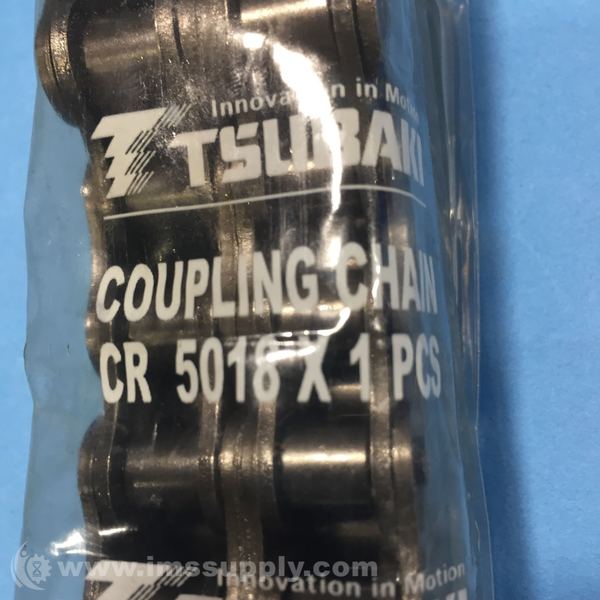 Innovation in Motion
TSUBAKI
COUPLING CHAIN
CR 5018 X 1 PCS
www.imssupply.com
Innovation in Motion